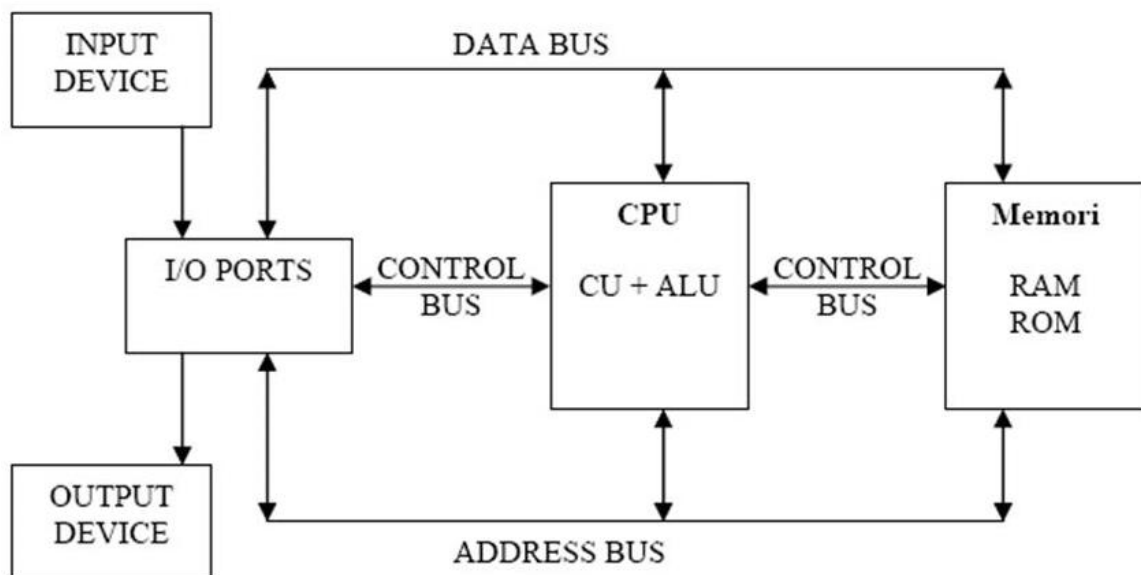 INPUT
DEVICE
DATA BUS
I/O PORTS
CONTROL
BUS
CPU
CU + ALU
CONTROL
BUS
Memori
RAM
ROM
OUTPUT
DEVICE
ADDRESS BUS